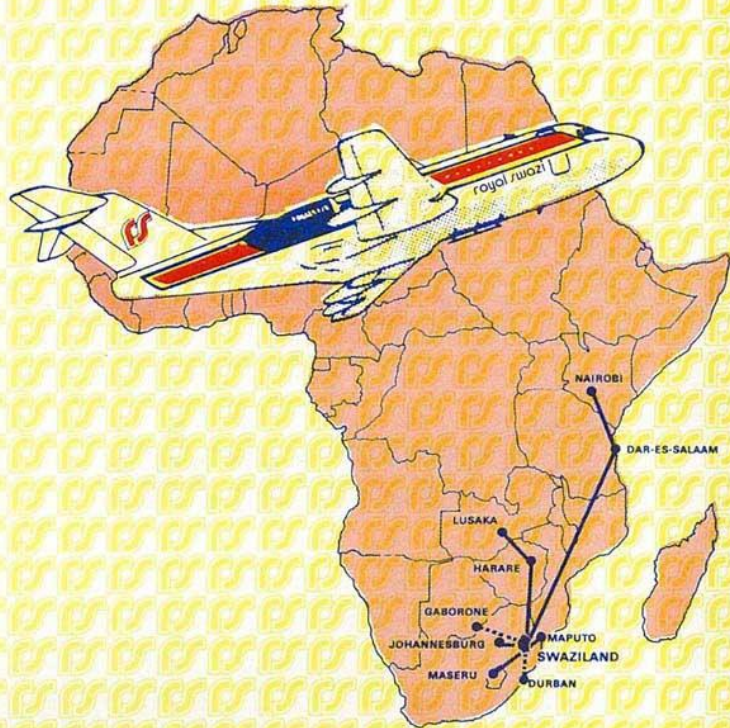 royal swazi
NAIROBI
DAR-ES-SALAAM
LUSAKA
HARARE
GABORONE
JOHANNESBURG
MAPUTO
SWAZILAND
MASERU
DURBAN